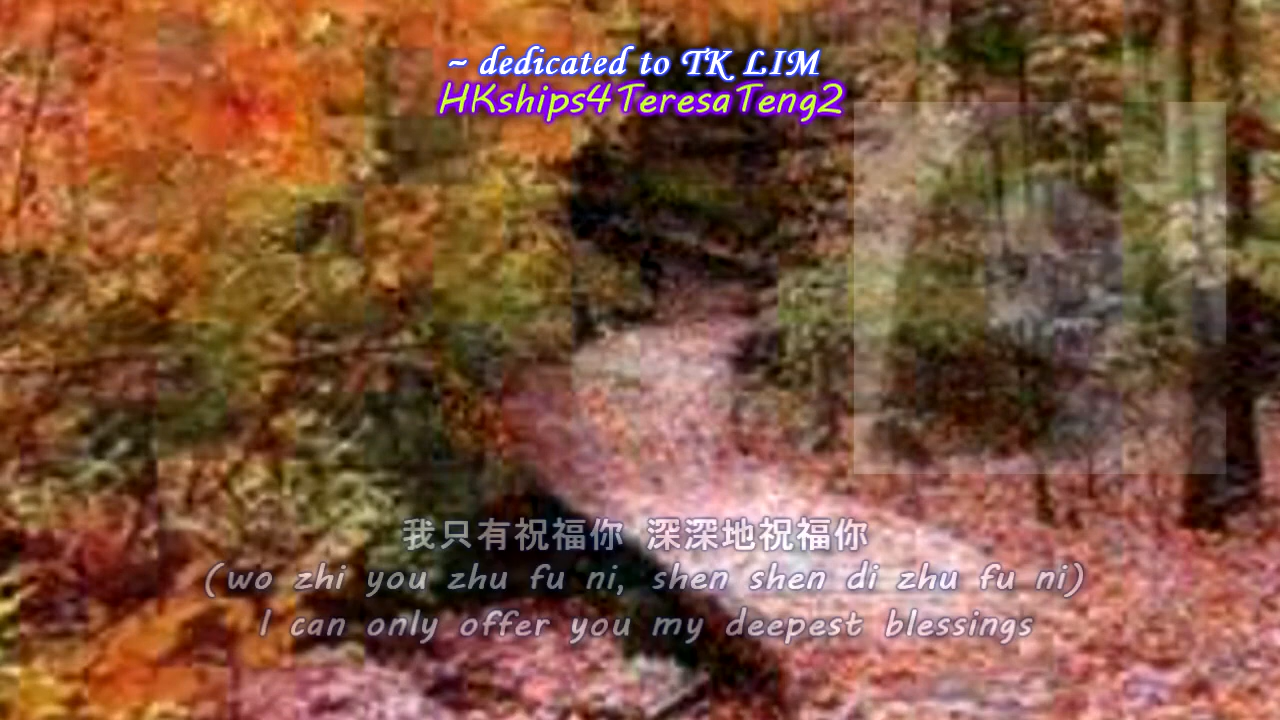 ~ dedicated to TK LIM
HKships4TeresaTeng2
我只有祝福你 深深地祝福你
(wo zhi you zhu fu ni, shen shen di zhu fu ni)
I can only offer you my deepest blessings